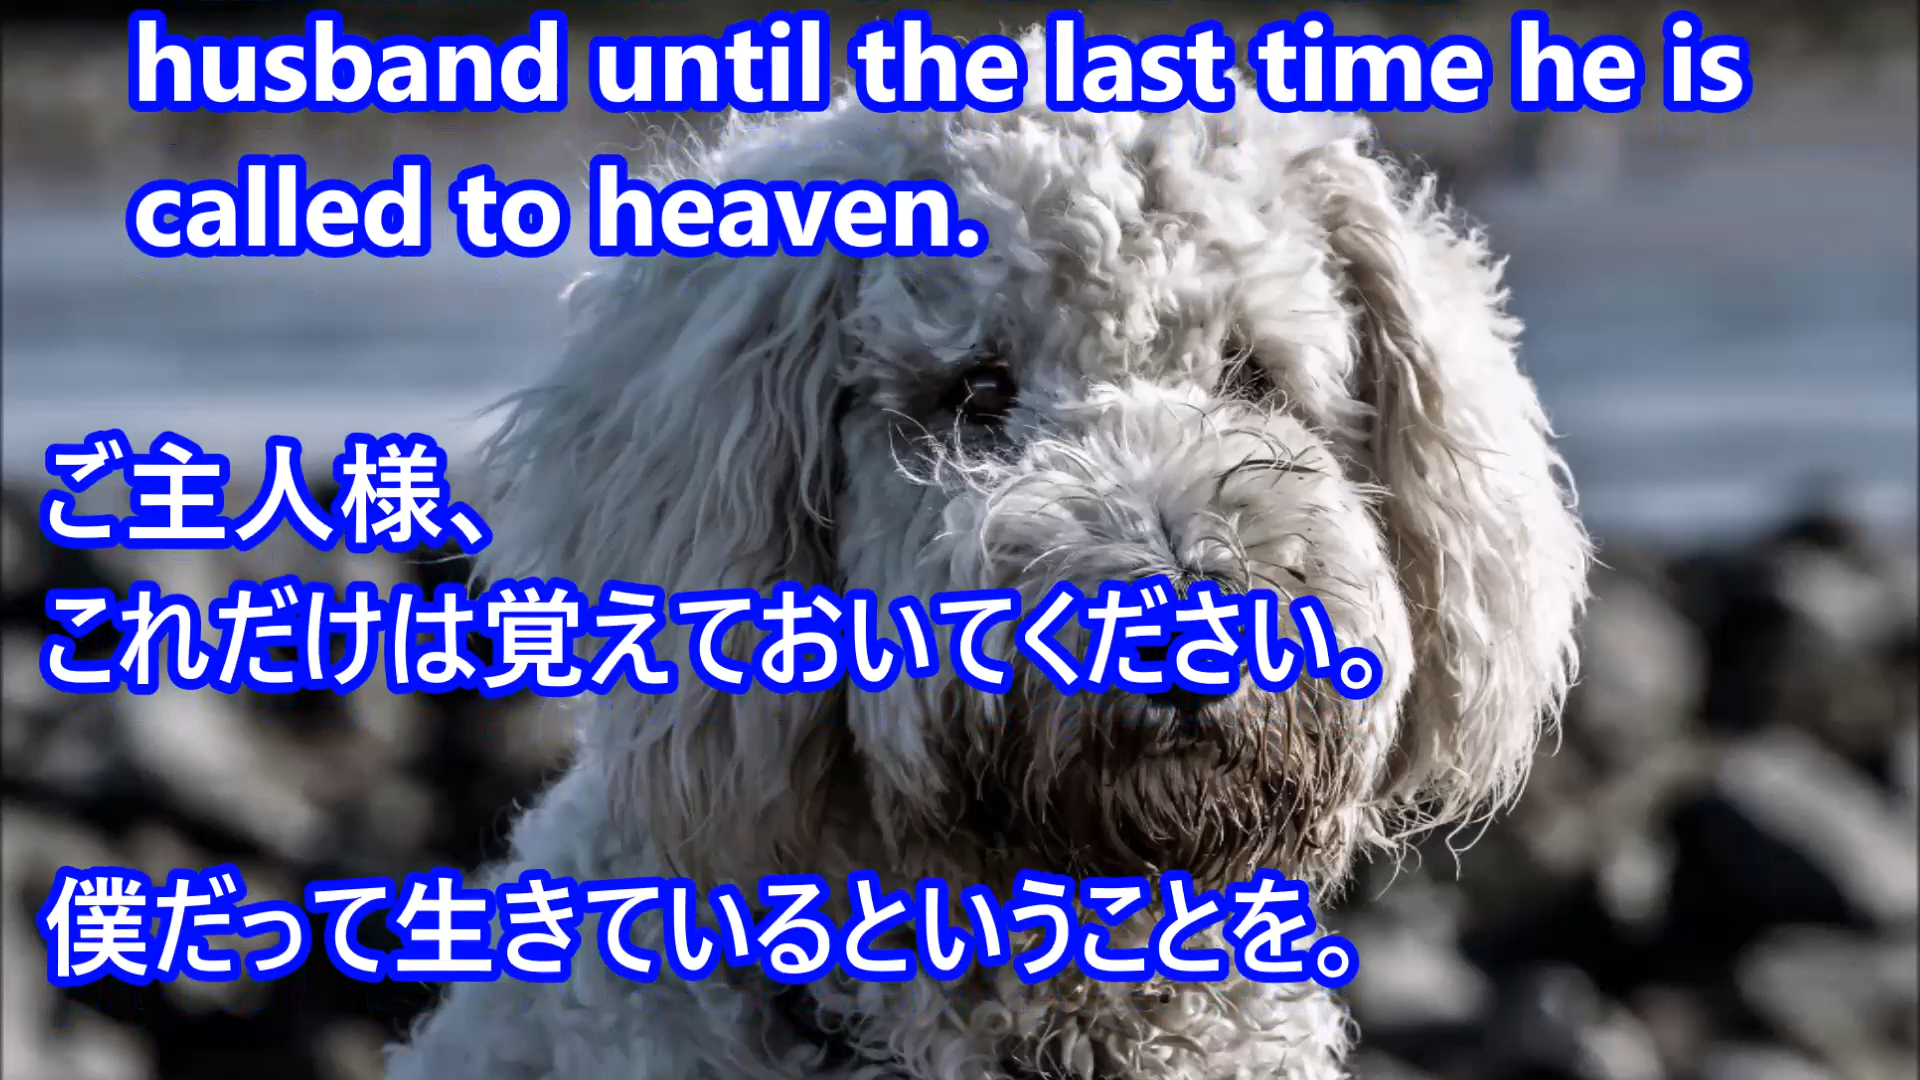 husband until the last time he is
called to heaven.
ご主人様、
これだけは覚えておいてください。
僕だって生きているということを。